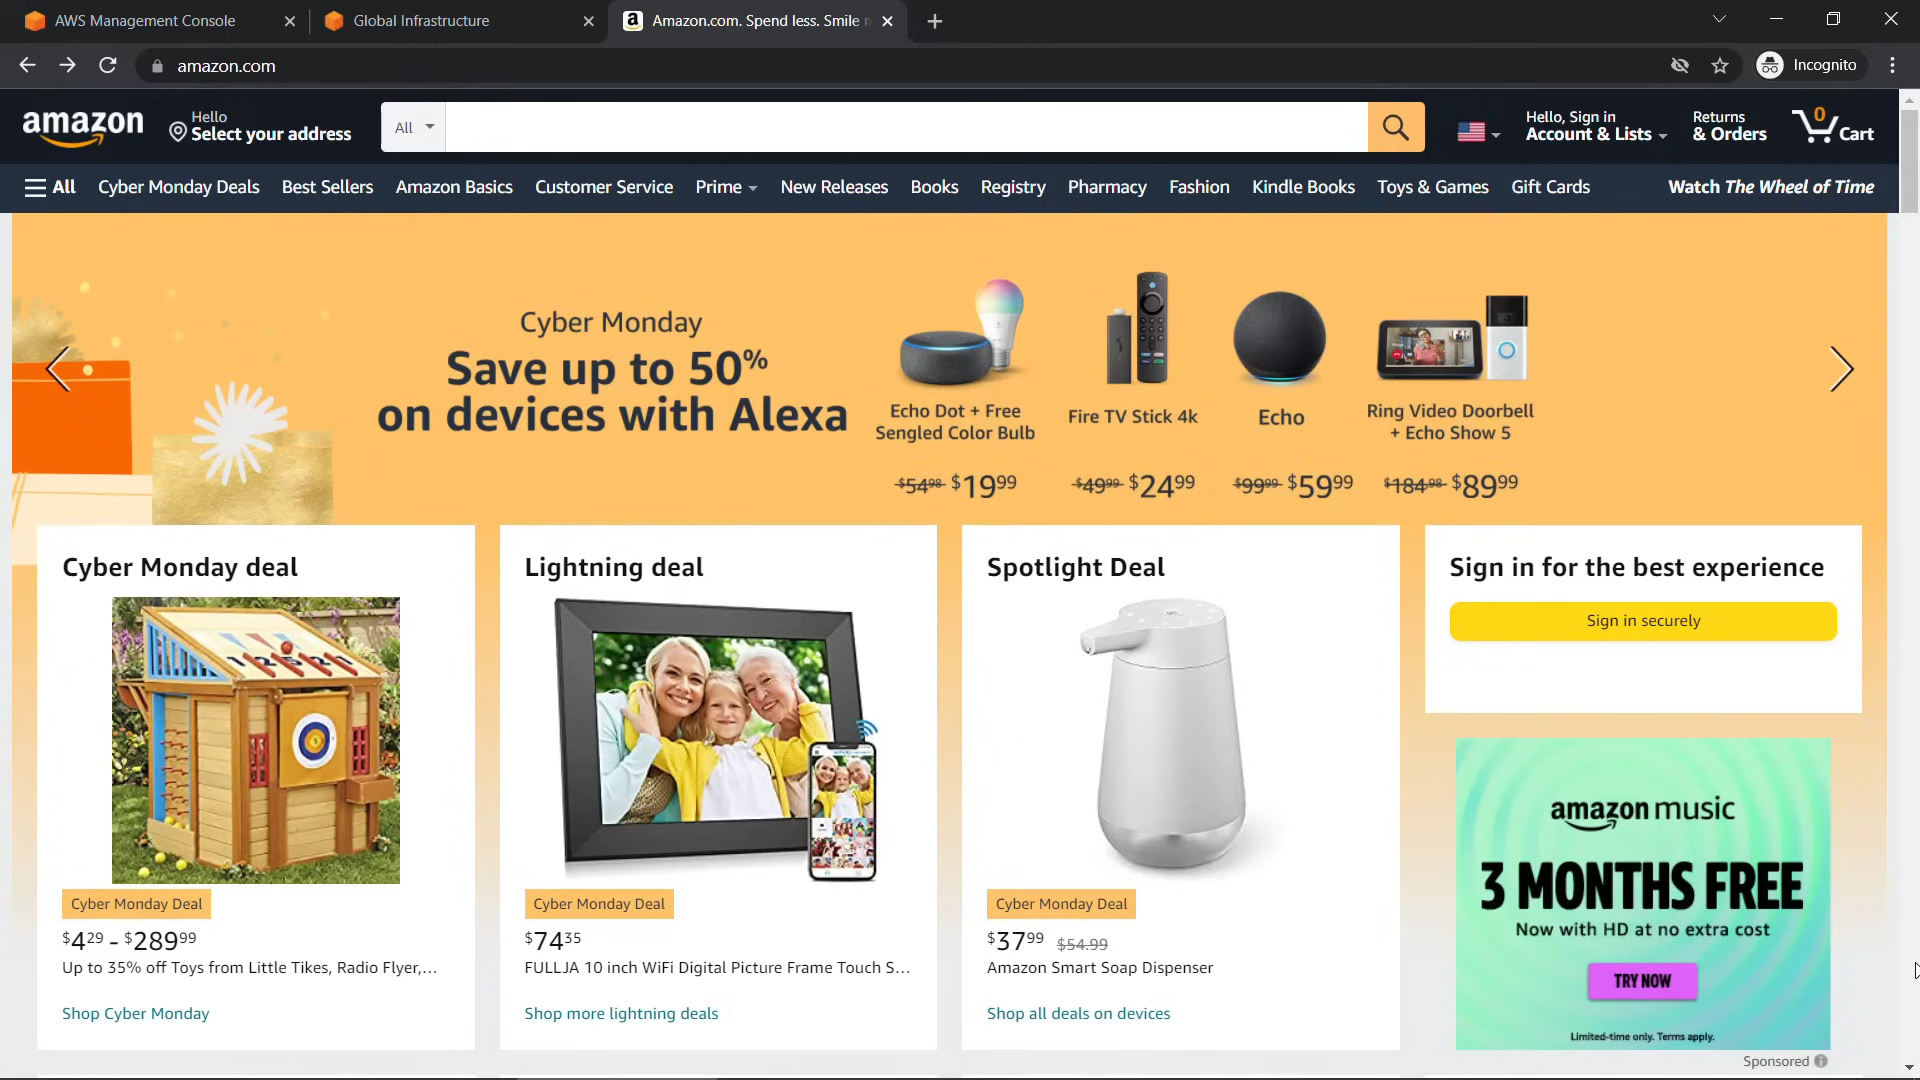 AWS Management Console
Global Infrastructure
Amazon.com. Spend less. Smile
amazon.com
Incognito
amazon
Hello
Select your address
All
Hello, Sign in
Account & Lists
Returns
& Orders
0
Cart
All
Cyber Monday Deals
Best Sellers
Amazon Basics
Customer Service
Prime
New Releases
Books
Registry
Pharmacy
Fashion
Kindle Books
Toys & Games
Gift Cards
Watch The Wheel of Time
Cyber Monday
Save up to 50%
on devices with Alexa
Echo Dot + Free
Sengled Color Bulb
$54.98 $19.99
Fire TV Stick 4k
$49.99 $24.99
Echo
$99.99 $59.99
Ring Video Doorbell
+ Echo Show 5
$184.98 $89.99
Cyber Monday deal
12521
Cyber Monday Deal
$4.29 - $289.99
Up to 35% off Toys from Little Tikes, Radio Flyer,...
Shop Cyber Monday
Lightning deal
Cyber Monday Deal
$74.35
FULLJA 10 inch WiFi Digital Picture Frame Touch S...
Shop more lightning deals
Spotlight Deal
Cyber Monday Deal
$37.99 $54.99
Amazon Smart Soap Dispenser
Shop all deals on devices
Sign in for the best experience
Sign in securely
amazon music
3 MONTHS FREE
Now with HD at no extra cost
TRY NOW
Limited-time only. Terms apply.
Sponsored